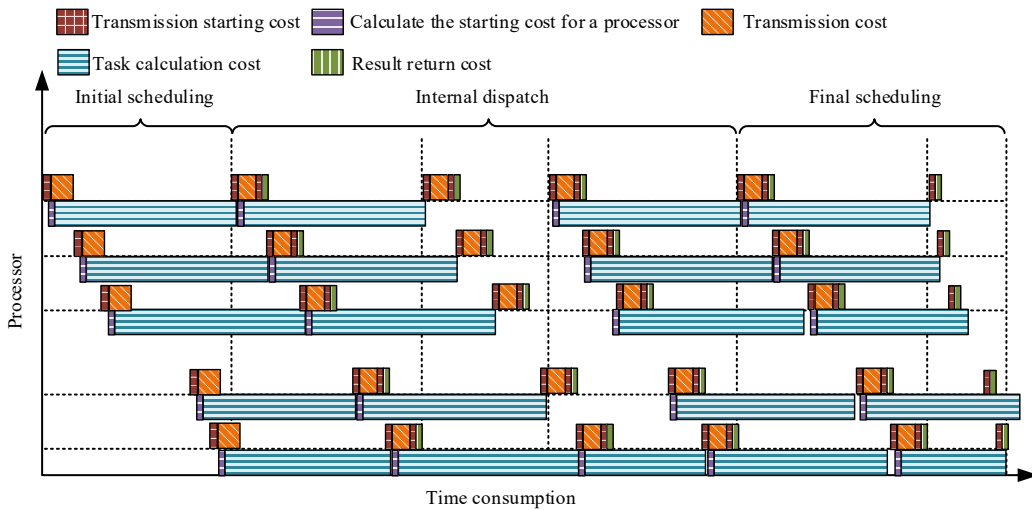 Transmission starting cost Calculate the starting cost for a processor Transmission cost
Task calculation cost Result return cost
Initial scheduling Internal dispatch Final scheduling
Processor
Time consumption